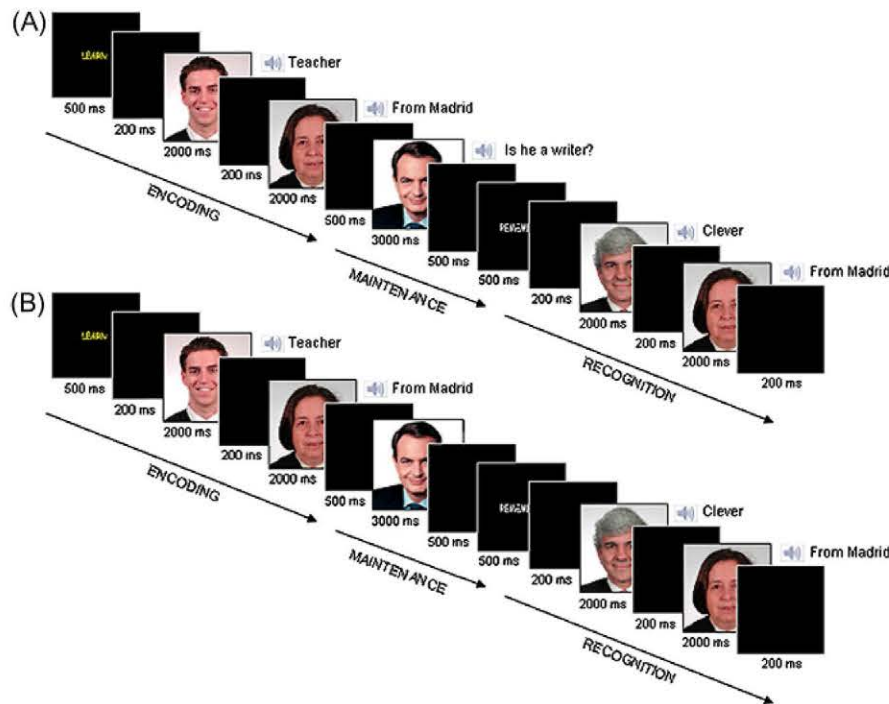 (A)
LEARN
500 ms
200 ms
Teacher
2000 ms
200 ms
From Madrid
2000 ms
500 ms
Is he a writer?
3000 ms
500 ms
500 ms
200 ms
Clever
2000 ms
200 ms
From Madrid
2000 ms
200 ms
ENCODING
MAINTENANCE
RECOGNITION
(B)
LEARN
500 ms
200 ms
Teacher
2000 ms
200 ms
From Madrid
2000 ms
500 ms
3000 ms
500 ms
500 ms
200 ms
Clever
2000 ms
200 ms
From Madrid
2000 ms
200 ms
ENCODING
MAINTENANCE
RECOGNITION